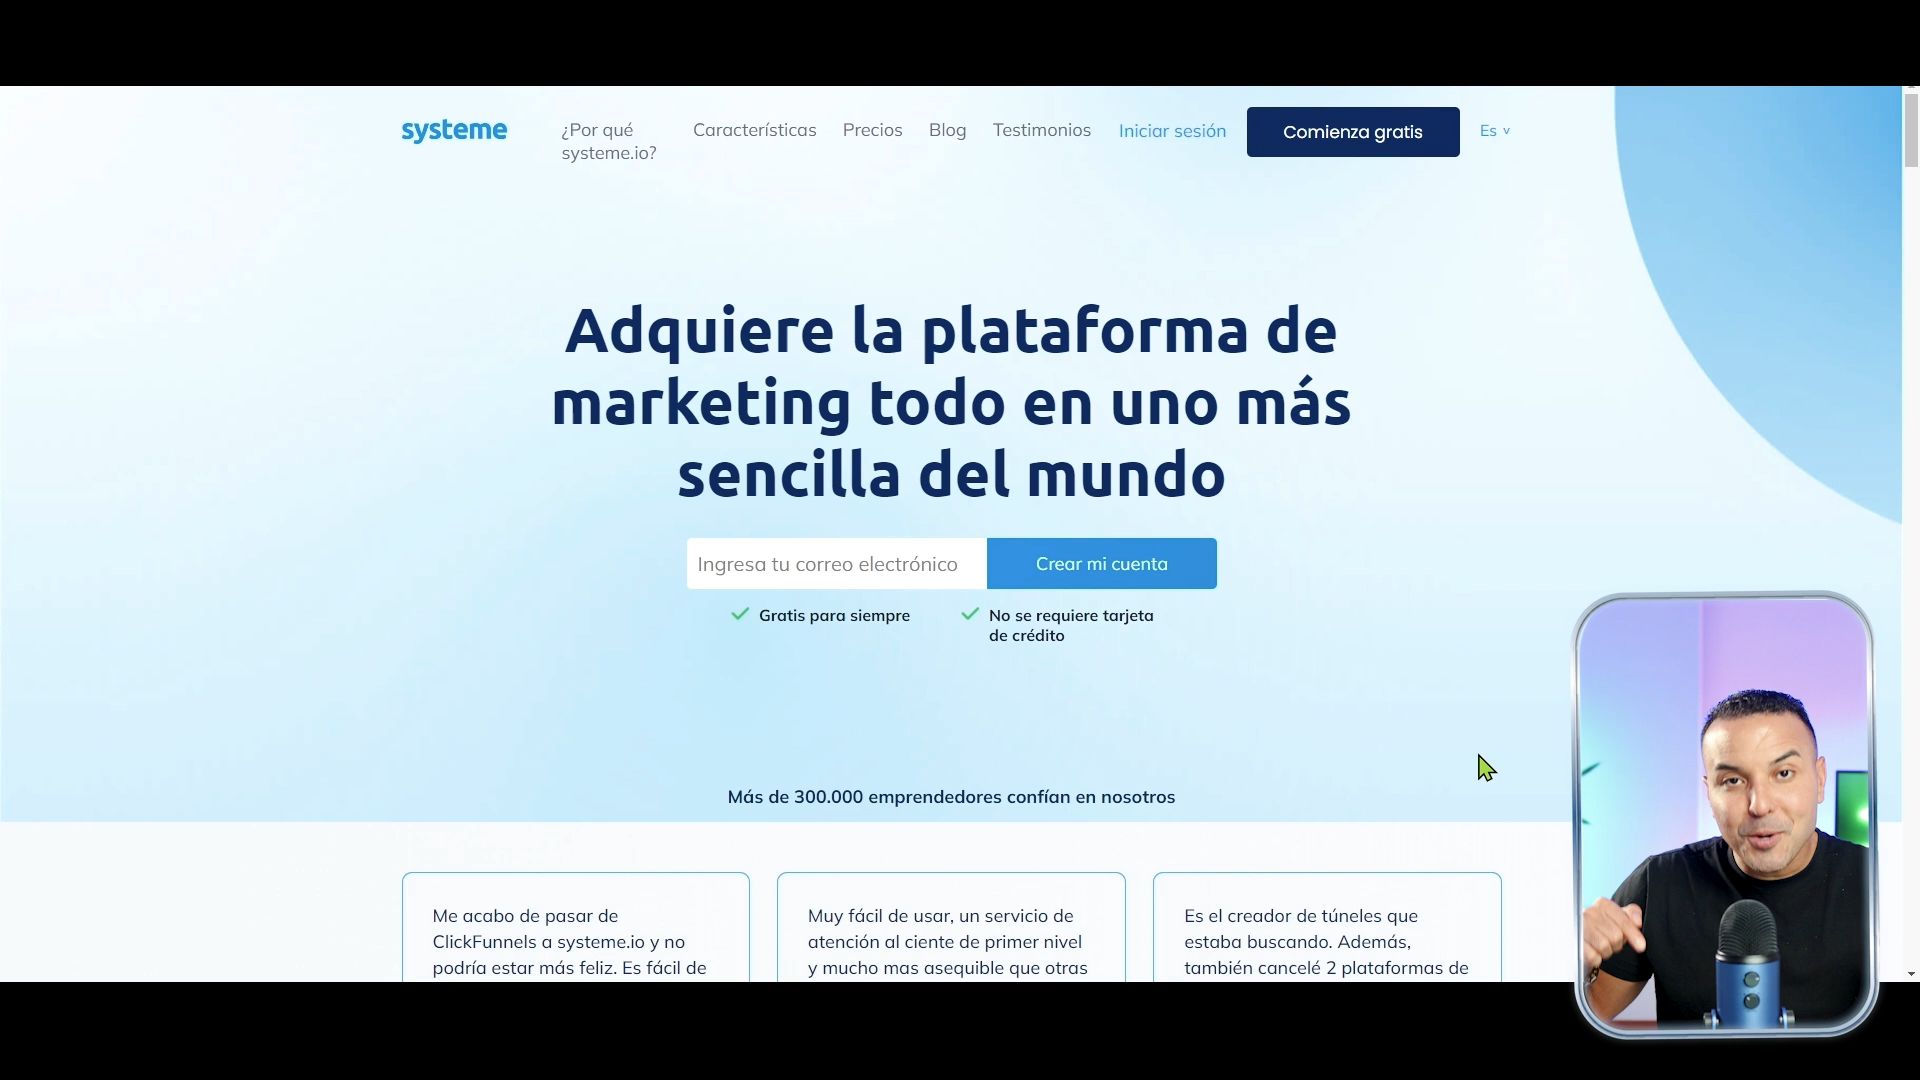 systeme
¿Por qué
systeme.io?
Características
Precios
Blog
Testimonios
Iniciar sesión
Comienza gratis
Es v
Adquiere la plataforma de
marketing todo en uno más
sencilla del mundo
Ingresa tu correo electrónico
Crear mi cuenta
Gratis para siempre
No se requiere tarjeta
de crédito
Más de 300.000 emprendedores confían en nosotros
Me acabo de pasar de
ClickFunnels a systeme.io y no
podría estar más feliz. Es fácil de
Muy fácil de usar, un servicio de
atención al ciente de primer nivel
y mucho mas asequible que otras
Es el creador de túneles que
estaba buscando. Además,
también cancelé 2 plataformas de